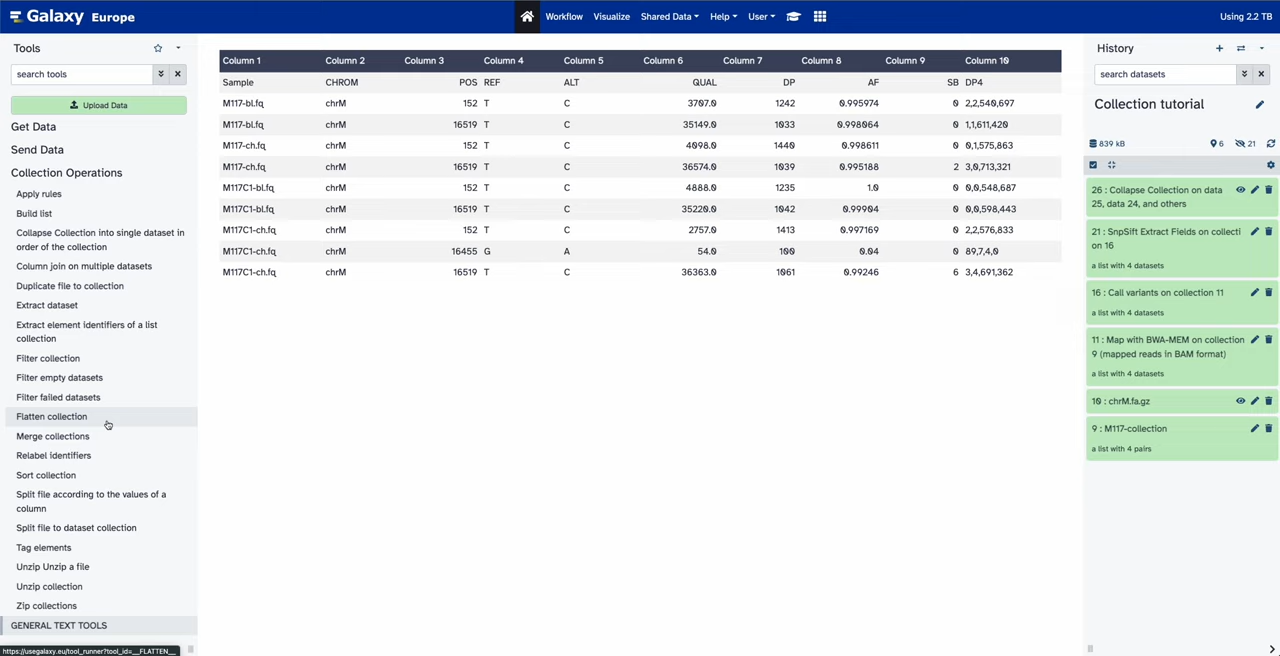 Galaxy Europe
Workflow Visualize Shared Data Help User
Using 2.2 TB
Tools
search tools
Upload Data
Get Data
Send Data
Collection Operations
Apply rules
Build list
Collapse Collection into single dataset in
order of the collection
Column join on multiple datasets
Duplicate file to collection
Extract dataset
Extract element identifiers of a list
collection
Filter collection
Filter empty datasets
Filter failed datasets
Flatten collection
Merge collections
Relabel identifiers
Sort collection
Split file according to the values of a
column
Split file to dataset collection
Tag elements
Unzip Unzip a file
Unzip collection
Zip collections
GENERAL TEXT TOOLS
https://usegalaxy.eu/tool_runner?tool_id=__FLATTEN__
Column 1 Column 2 Column 3 Column 4 Column 5 Column 6 Column 7 Column 8 Column 9 Column 10
Sample CHROM POS REF ALT QUAL DP AF SB DP4
M117-bl.fq chrM 152 T C 3707.0 1242 0.995974 0 2,2,540,697
M117-bl.fq chrM 16519 T C 35149.0 1033 0.998064 0 1,1,611,420
M117-ch.fq chrM 152 T C 4098.0 1440 0.998611 0 0,1,575,863
M117-ch.fq chrM 16519 T C 36574.0 1039 0.995188 2 3,0,713,321
M117C1-bl.fq chrM 152 T C 4888.0 1235 1.0 0 0,0,548,687
M117C1-bl.fq chrM 16519 T C 35220.0 1042 0.99904 0 0,0,598,443
M117C1-ch.fq chrM 152 T C 2757.0 1413 0.997169 0 2,2,576,833
M117C1-ch.fq chrM 16455 G A 54.0 100 0.04 0 89,7,4,0
M117C1-ch.fq chrM 16519 T C 36363.0 1061 0.99246 6 3,4,691,362
History
search datasets
Collection tutorial
839 kB 6 21
26 : Collapse Collection on data
25, data 24, and others
21 : SnpSift Extract Fields on collecti
on 16
a list with 4 datasets
16 : Call variants on collection 11
a list with 4 datasets
11 : Map with BWA-MEM on collection
9 (mapped reads in BAM format)
a list with 4 datasets
10 : chrM.fa.gz
9 : M117-collection
a list with 4 pairs